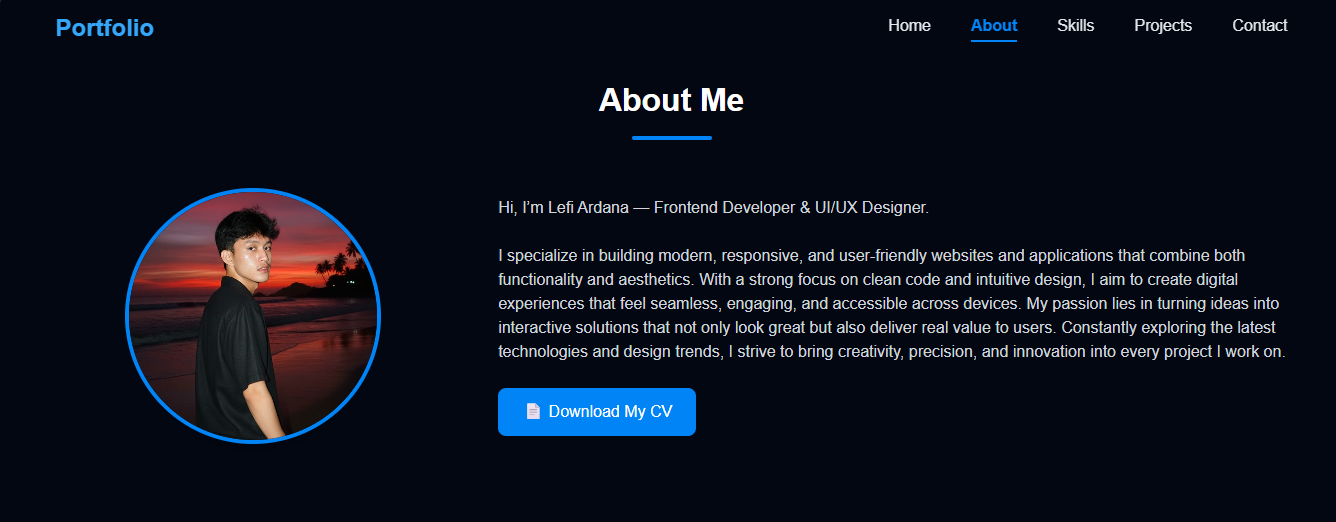 Portfolio
Home About Skills Projects Contact
About Me
Hi, I’m Lefi Ardana — Frontend Developer & UI/UX Designer.
I specialize in building modern, responsive, and user-friendly websites and applications that combine both
functionality and aesthetics. With a strong focus on clean code and intuitive design, I aim to create digital
experiences that feel seamless, engaging, and accessible across devices. My passion lies in turning ideas into
interactive solutions that not only look great but also deliver real value to users. Constantly exploring the latest
technologies and design trends, I strive to bring creativity, precision, and innovation into every project I work on.
Download My CV